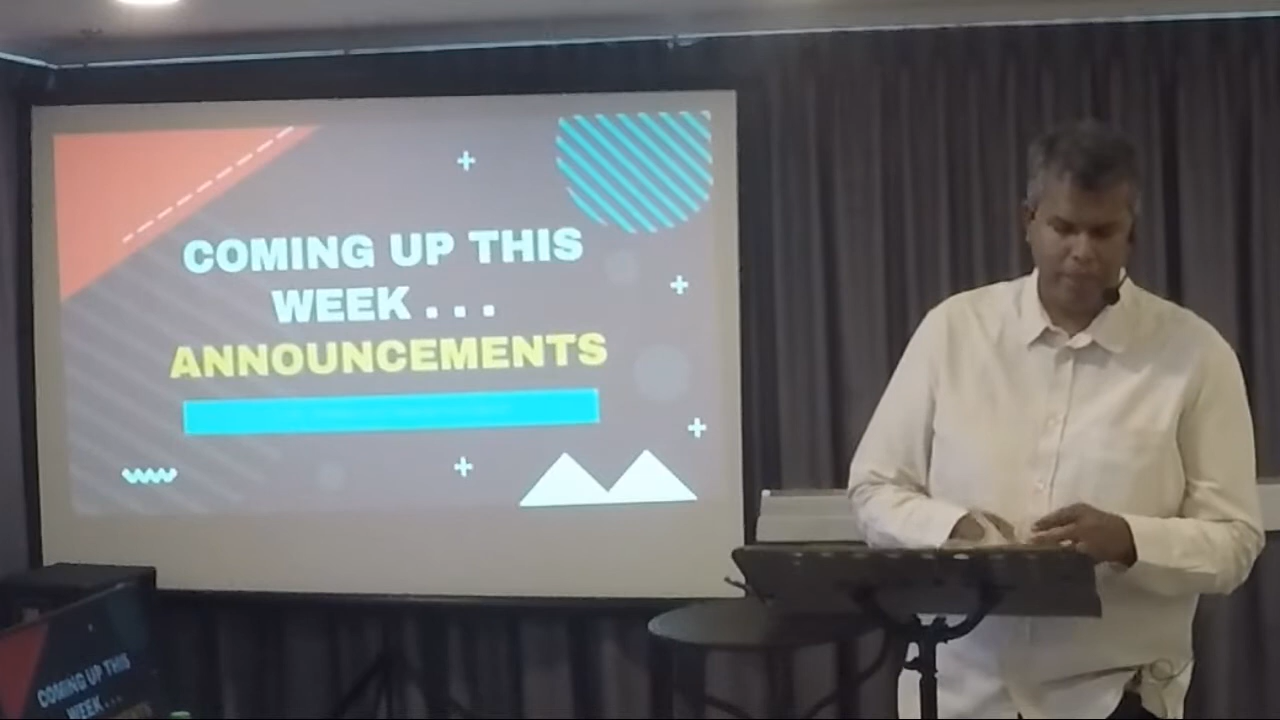 COMING UP THIS
WEEK . . .
ANNOUNCEMENTS
COMING UP THIS
WEEK . . .